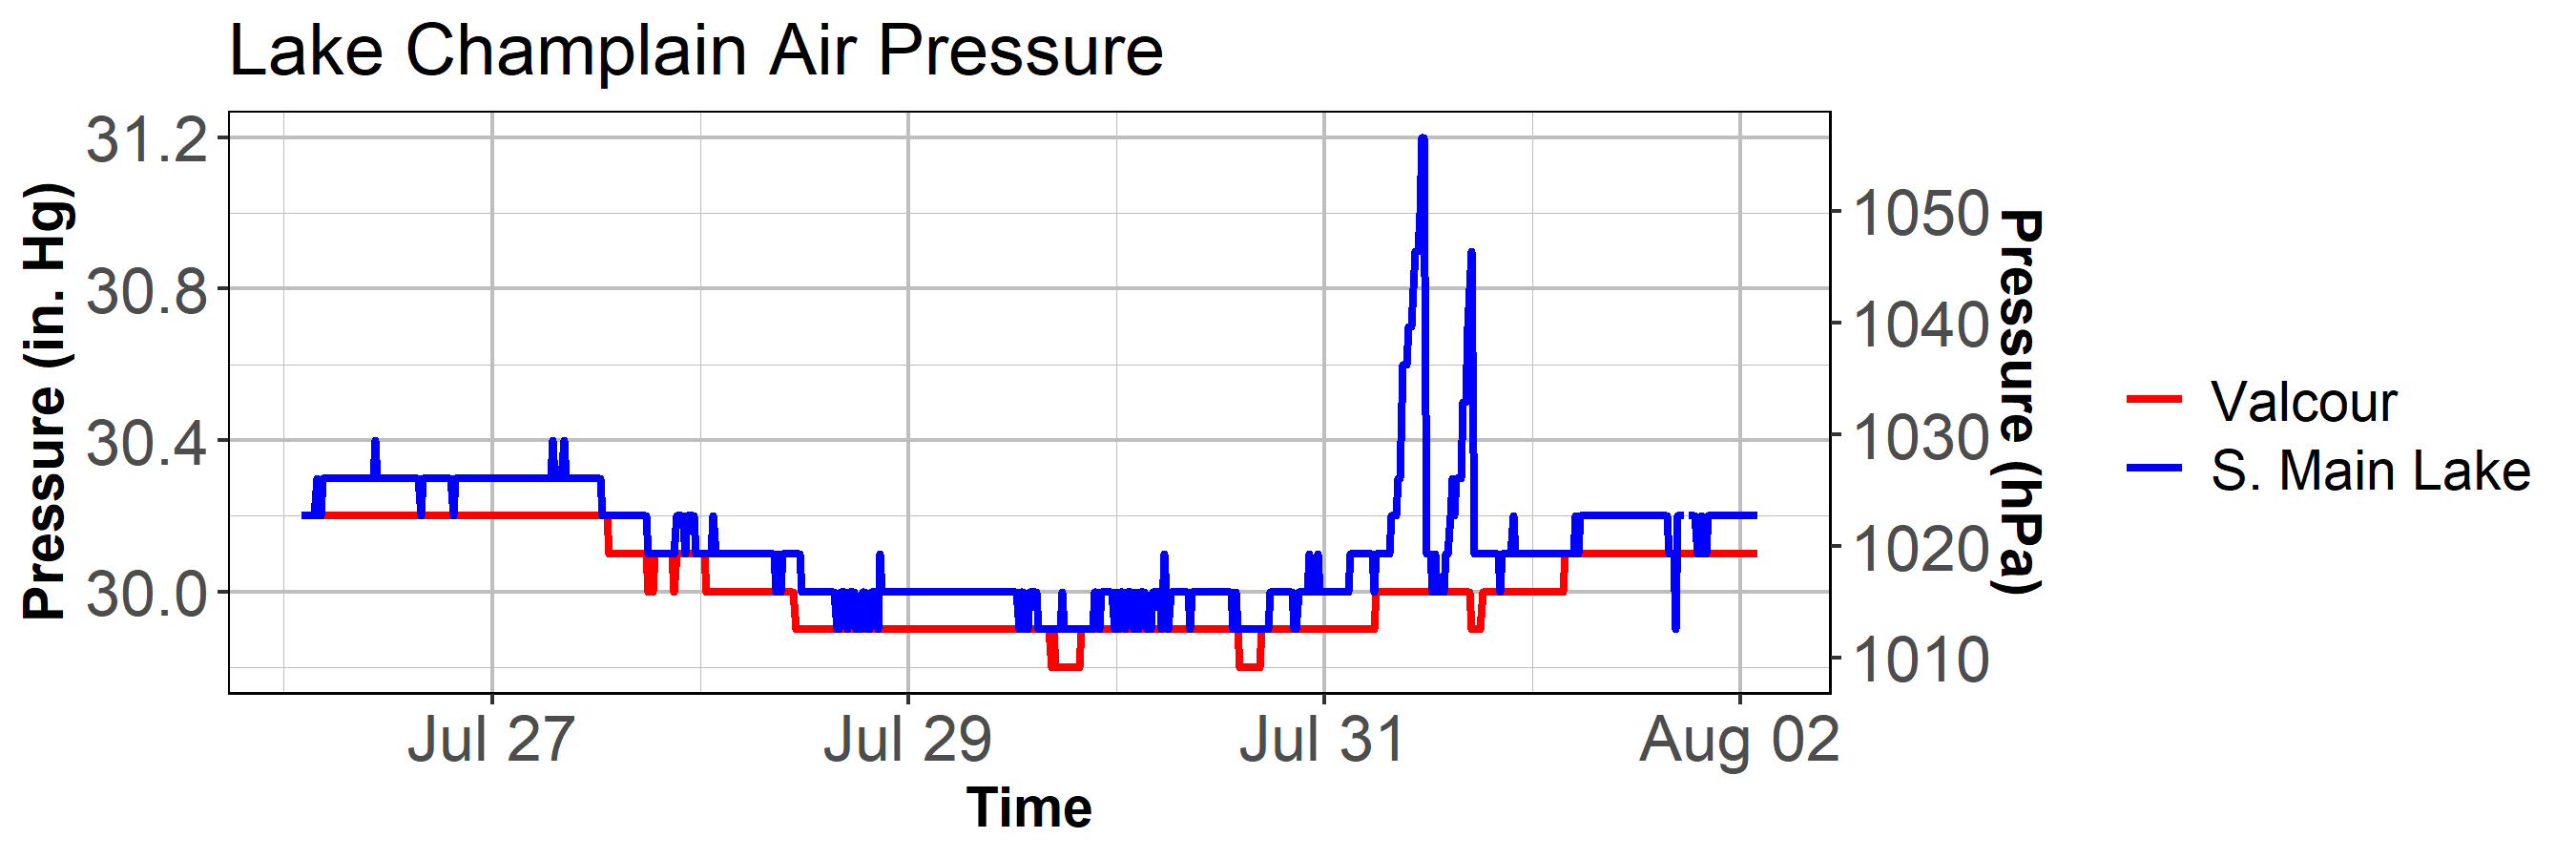 Lake Champlain Air Pressure
Pressure (in. Hg)
31.2
30.8
30.4
30.0
1050
1040
1030
1020
1010
Pressure (hPa)
Jul 27
Jul 29
Jul 31
Aug 02
Time
Valcour
S. Main Lake